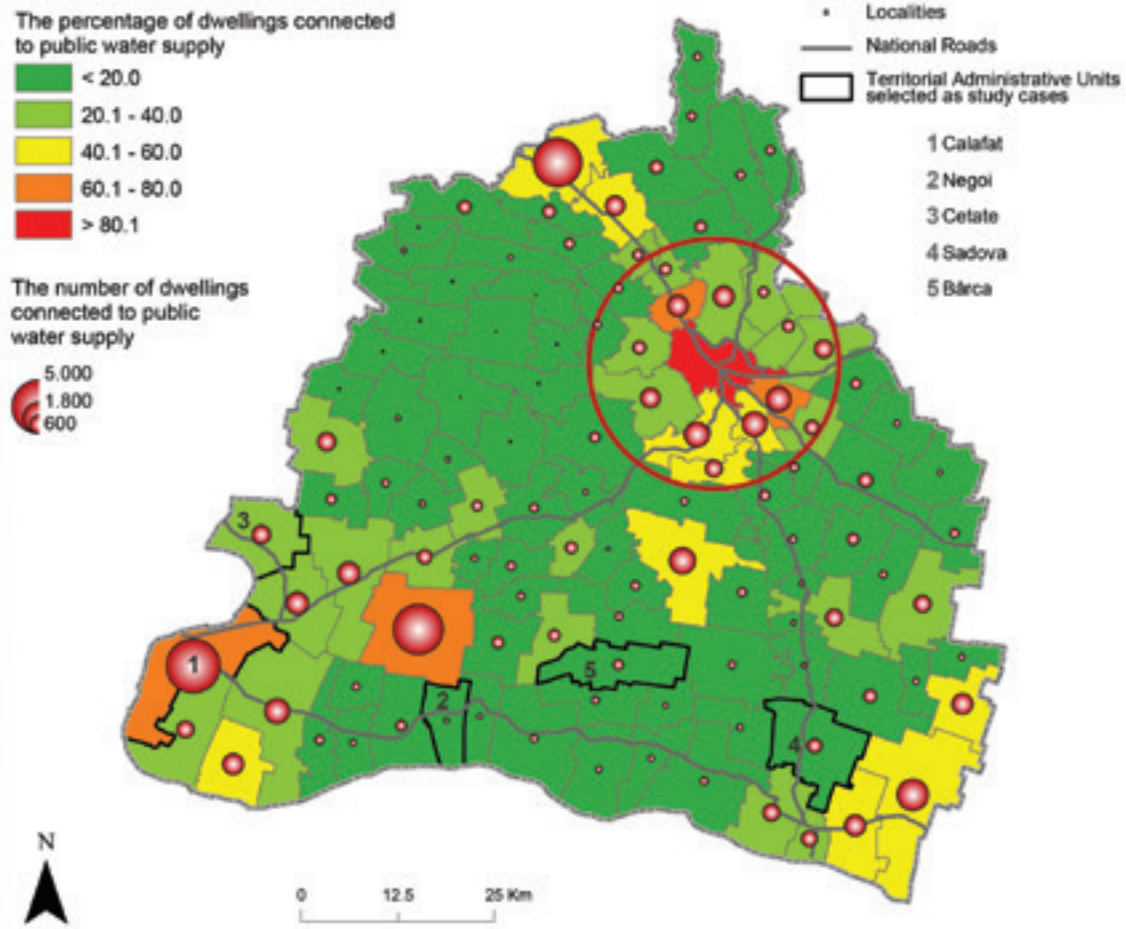 The percentage of dwellings connected
to public water supply
< 20.0
20.1 - 40.0
40.1 - 60.0
60.1 - 80.0
> 80.1
The number of dwellings
connected to public
water supply
5.000
1.800
600
Localities
National Roads
Territorial Administrative Units
selected as study cases
1 Calafat
2 Negoi
3 Cetate
4 Sadova
5 Bârca
3
1
2
5
4
N
0 12.5 25 Km